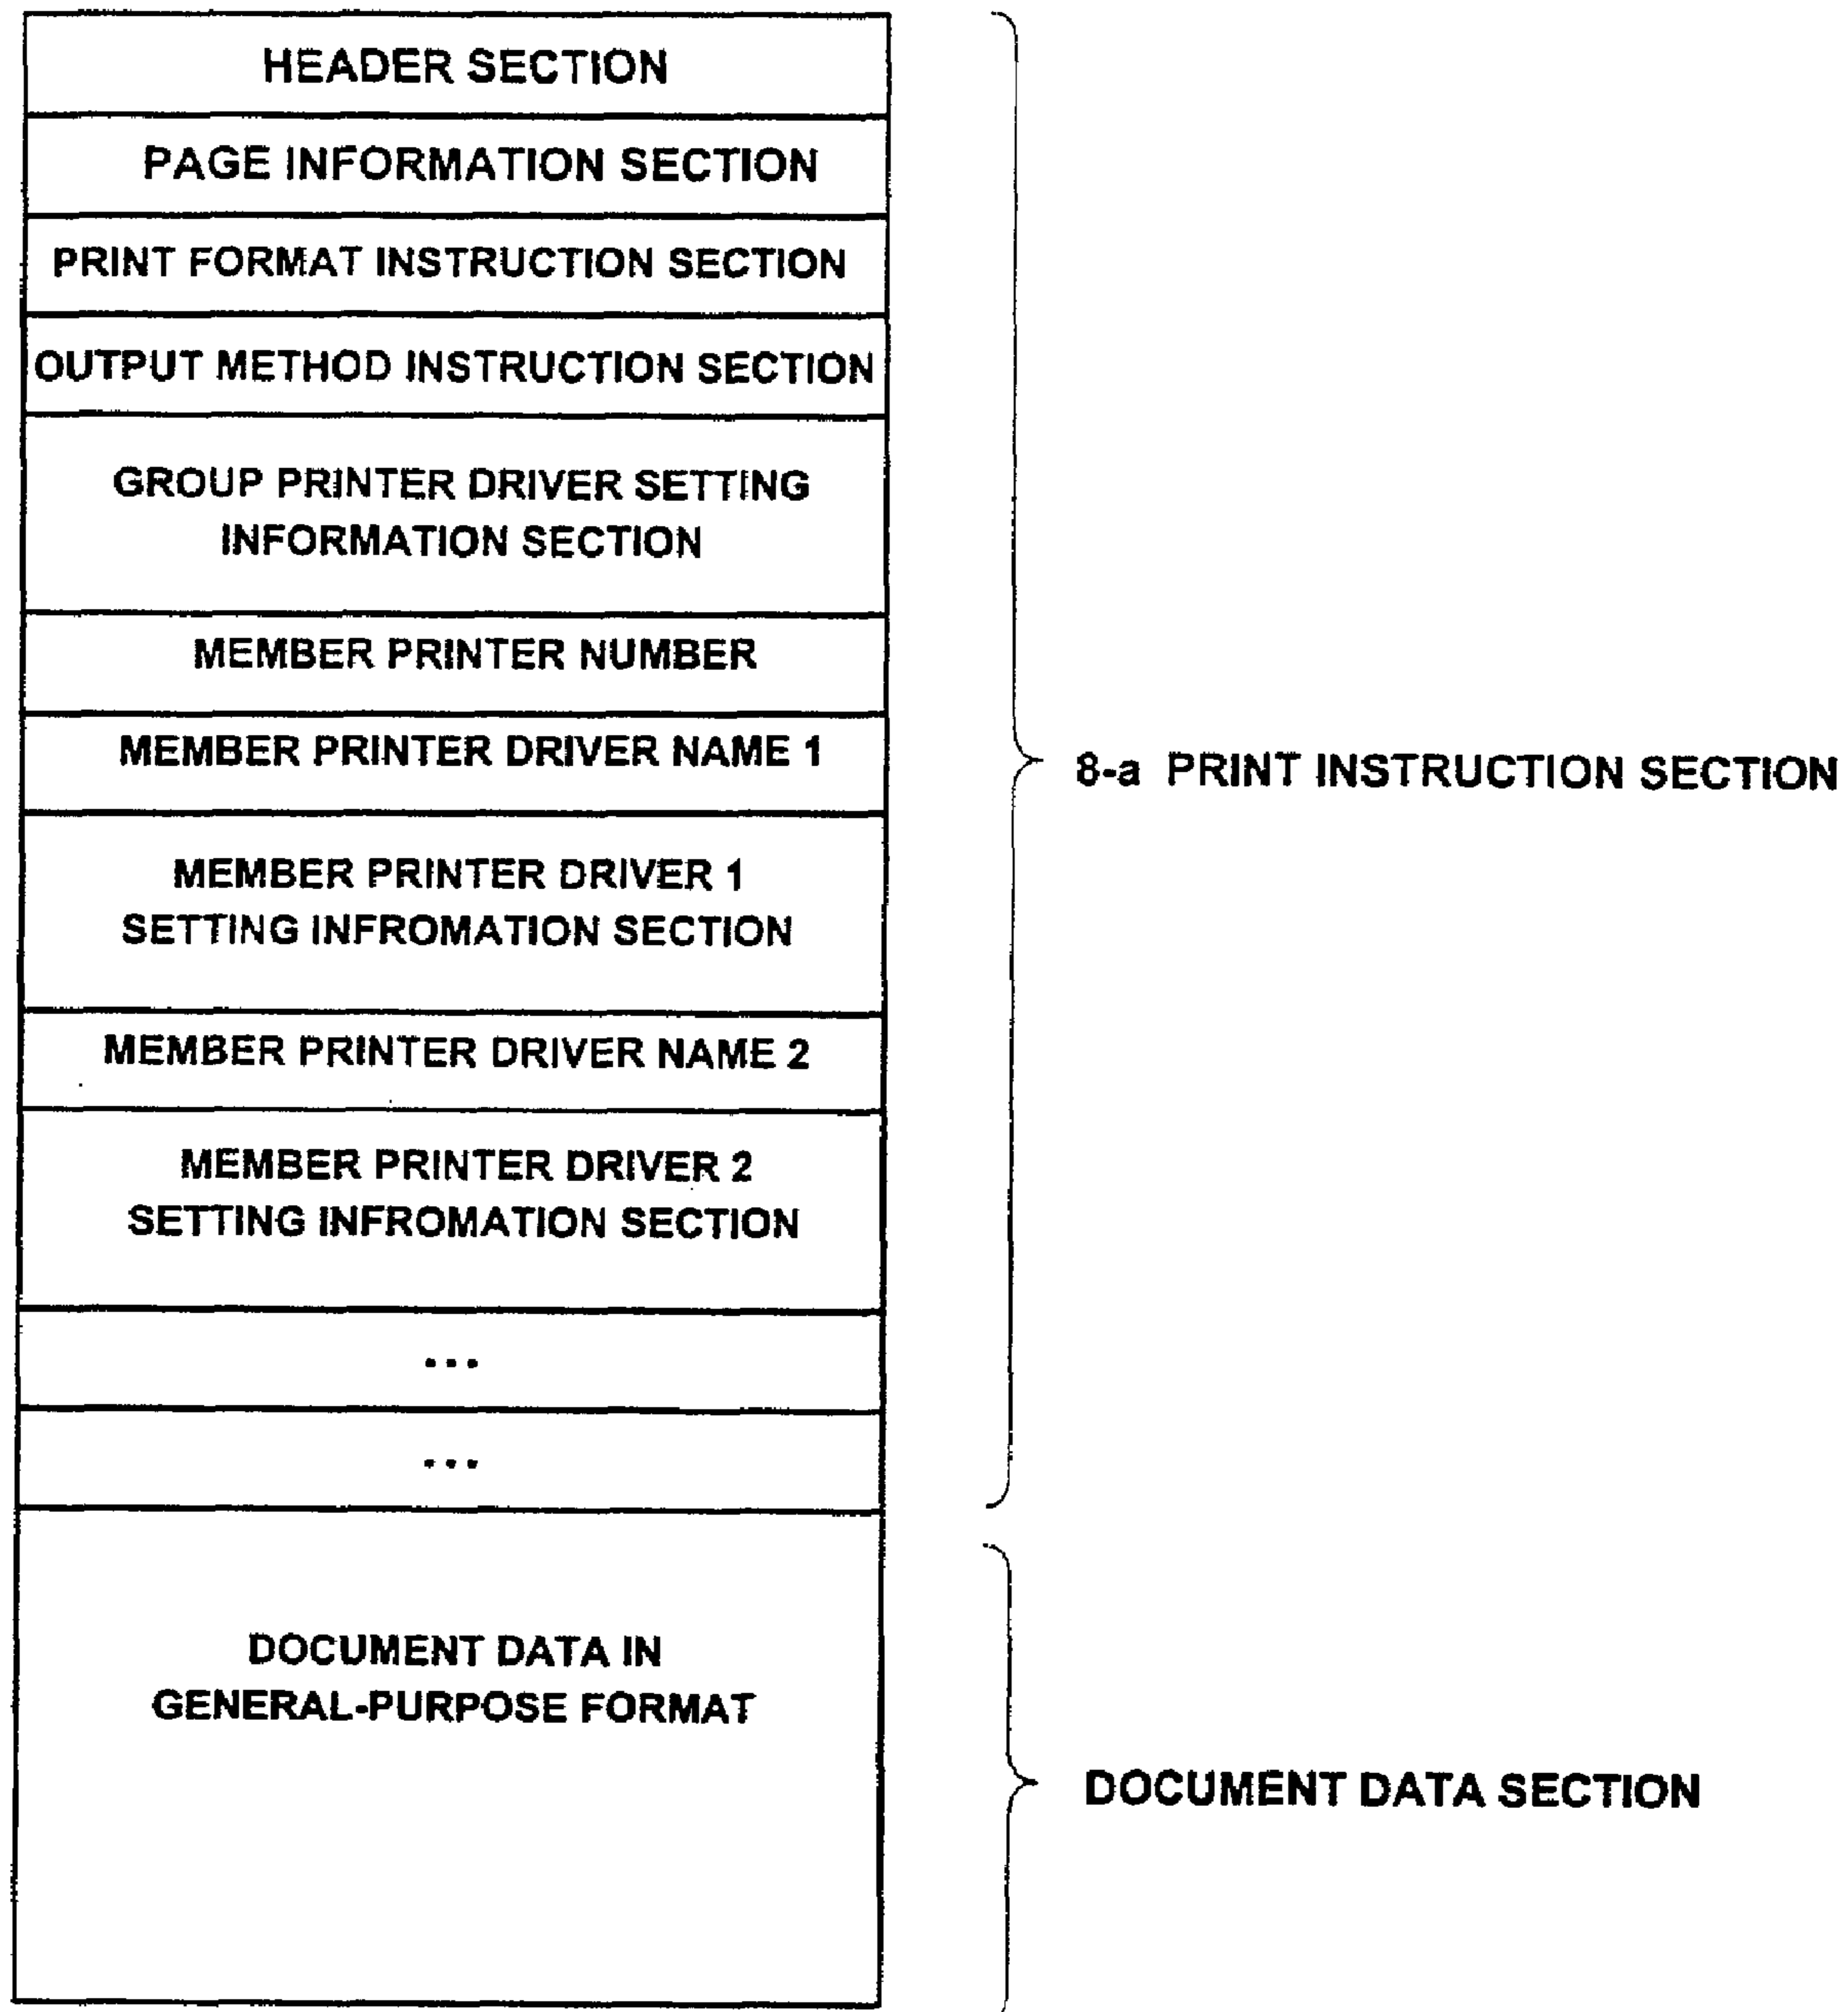 HEADER SECTION
PAGE INFORMATION SECTION
PRINT FORMAT INSTRUCTION SECTION
OUTPUT METHOD INSTRUCTION SECTION
GROUP PRINTER DRIVER SETTING
INFORMATION SECTION
MEMBER PRINTER NUMBER
MEMBER PRINTER DRIVER NAME 1
8-a PRINT INSTRUCTION SECTION
MEMBER PRINTER DRIVER 1
SETTING INFROMATION SECTION
MEMBER PRINTER DRIVER NAME 2
MEMBER PRINTER DRIVER 2
SETTING INFROMATION SECTION
...
...
DOCUMENT DATA IN
GENERAL-PURPOSE FORMAT
DOCUMENT DATA SECTION